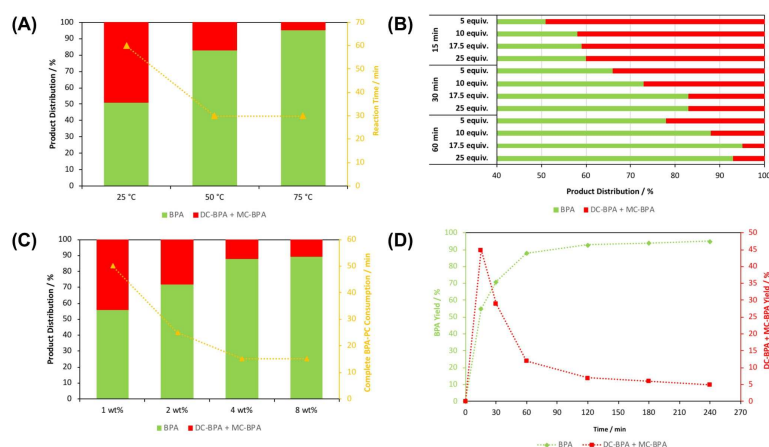 (A)
Product Distribution / %
100
90
80
70
60
50
40
30
20
10
0
70
60
50
40
30
20
10
0
Reaction Time / min
25 °C
50 °C
75 °C
BPA
DC-BPA + MC-BPA
(B)
15 min
5 equiv.
10 equiv.
17.5 equiv.
25 equiv.
30 min
5 equiv.
10 equiv.
17.5 equiv.
25 equiv.
60 min
5 equiv.
10 equiv.
17.5 equiv.
25 equiv.
40 50 60 70 80 90 100
Product Distribution / %
BPA
DC-BPA + MC-BPA
(C)
Product Distribution / %
100
90
80
70
60
50
40
30
20
10
0
60
50
40
30
20
10
0
Complete BPA-PC Consumption / min
1 wt%
2 wt%
4 wt%
8 wt%
BPA
DC-BPA + MC-BPA
(D)
BPA Yield / %
100
90
80
70
60
50
40
30
20
10
0
50
45
40
35
30
25
20
15
10
5
0
DC-BPA + MC-BPA Yield / %
0 30 60 90 120 150 180 210 240 270
Time / min
BPA
DC-BPA + MC-BPA